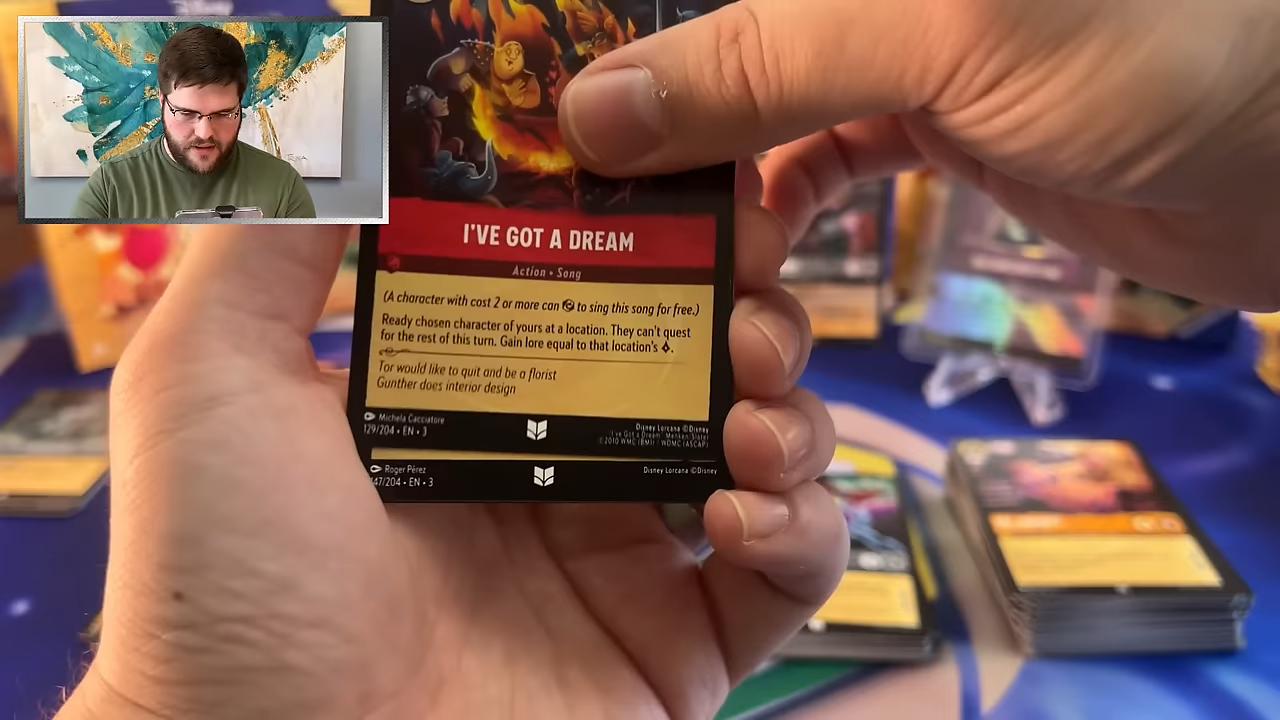 I'VE GOT A DREAM
Action • Song
(A character with cost 2 or more can to sing this song for free.)
Ready chosen character of yours at a location. They can't quest
for the rest of this turn. Gain lore equal to that location's .
Tor would like to quit and be a florist
Gunther does interior design
Michela Cacciatore
129/204 • EN • 3
Disney Lorcana ©Disney
"I've Got a Dream" Menken/Slater
©2010 WMC (BMI) / WDMC (ASCAP)
Roger Pérez
147/204 • EN • 3
Disney Lorcana ©Disney